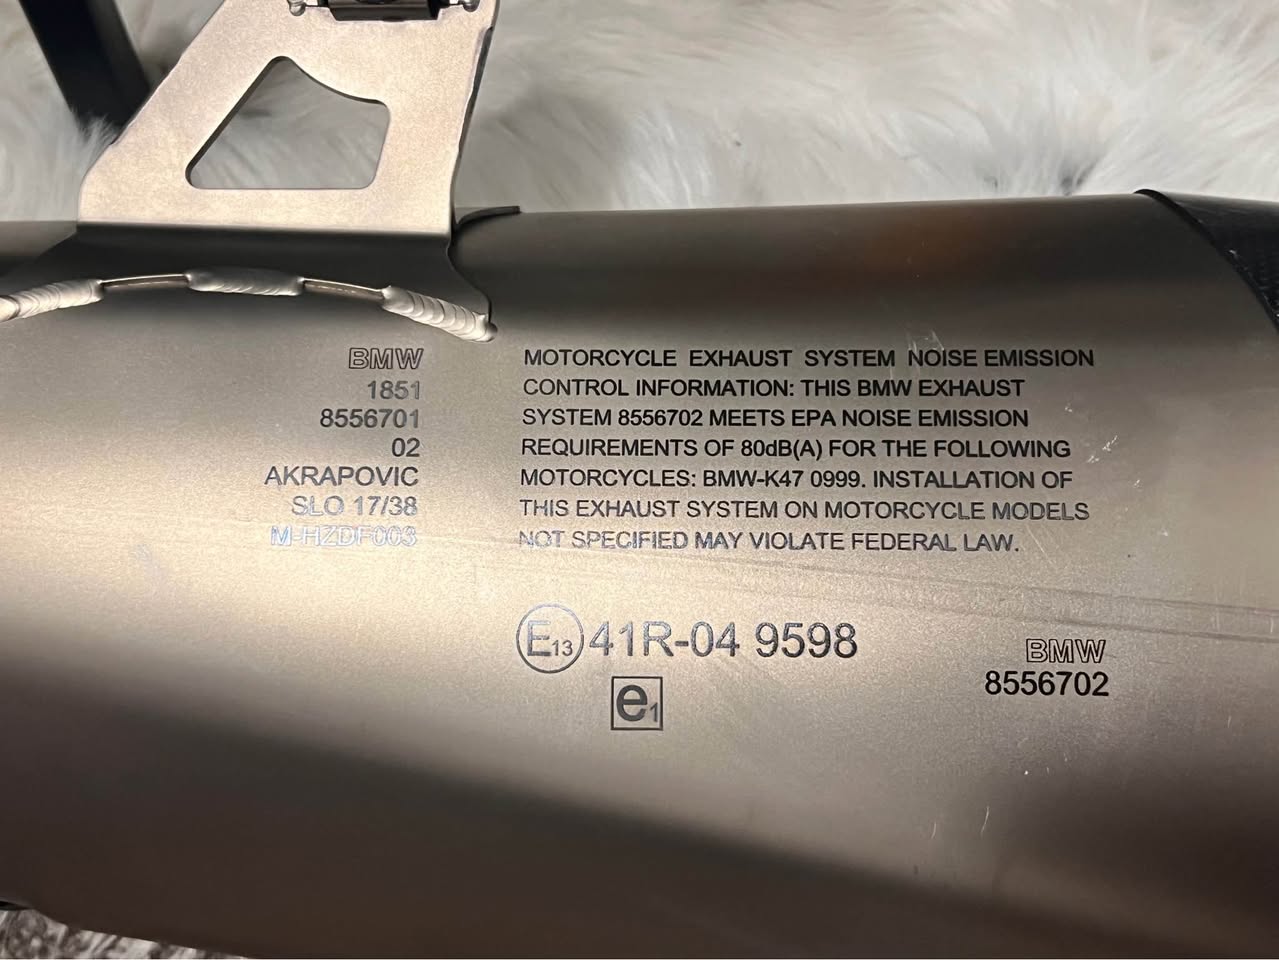 BMW
1851
8556701
02
AKRAPOVIC
SLO 17/38
M-HZDF003
MOTORCYCLE EXHAUST SYSTEM NOISE EMISSION
CONTROL INFORMATION: THIS BMW EXHAUST
SYSTEM 8556702 MEETS EPA NOISE EMISSION
REQUIREMENTS OF 80dB(A) FOR THE FOLLOWING
MOTORCYCLES: BMW-K47 0999. INSTALLATION OF
THIS EXHAUST SYSTEM ON MOTORCYCLE MODELS
NOT SPECIFIED MAY VIOLATE FEDERAL LAW.
E13 41R-04 9598
e1
BMW
8556702